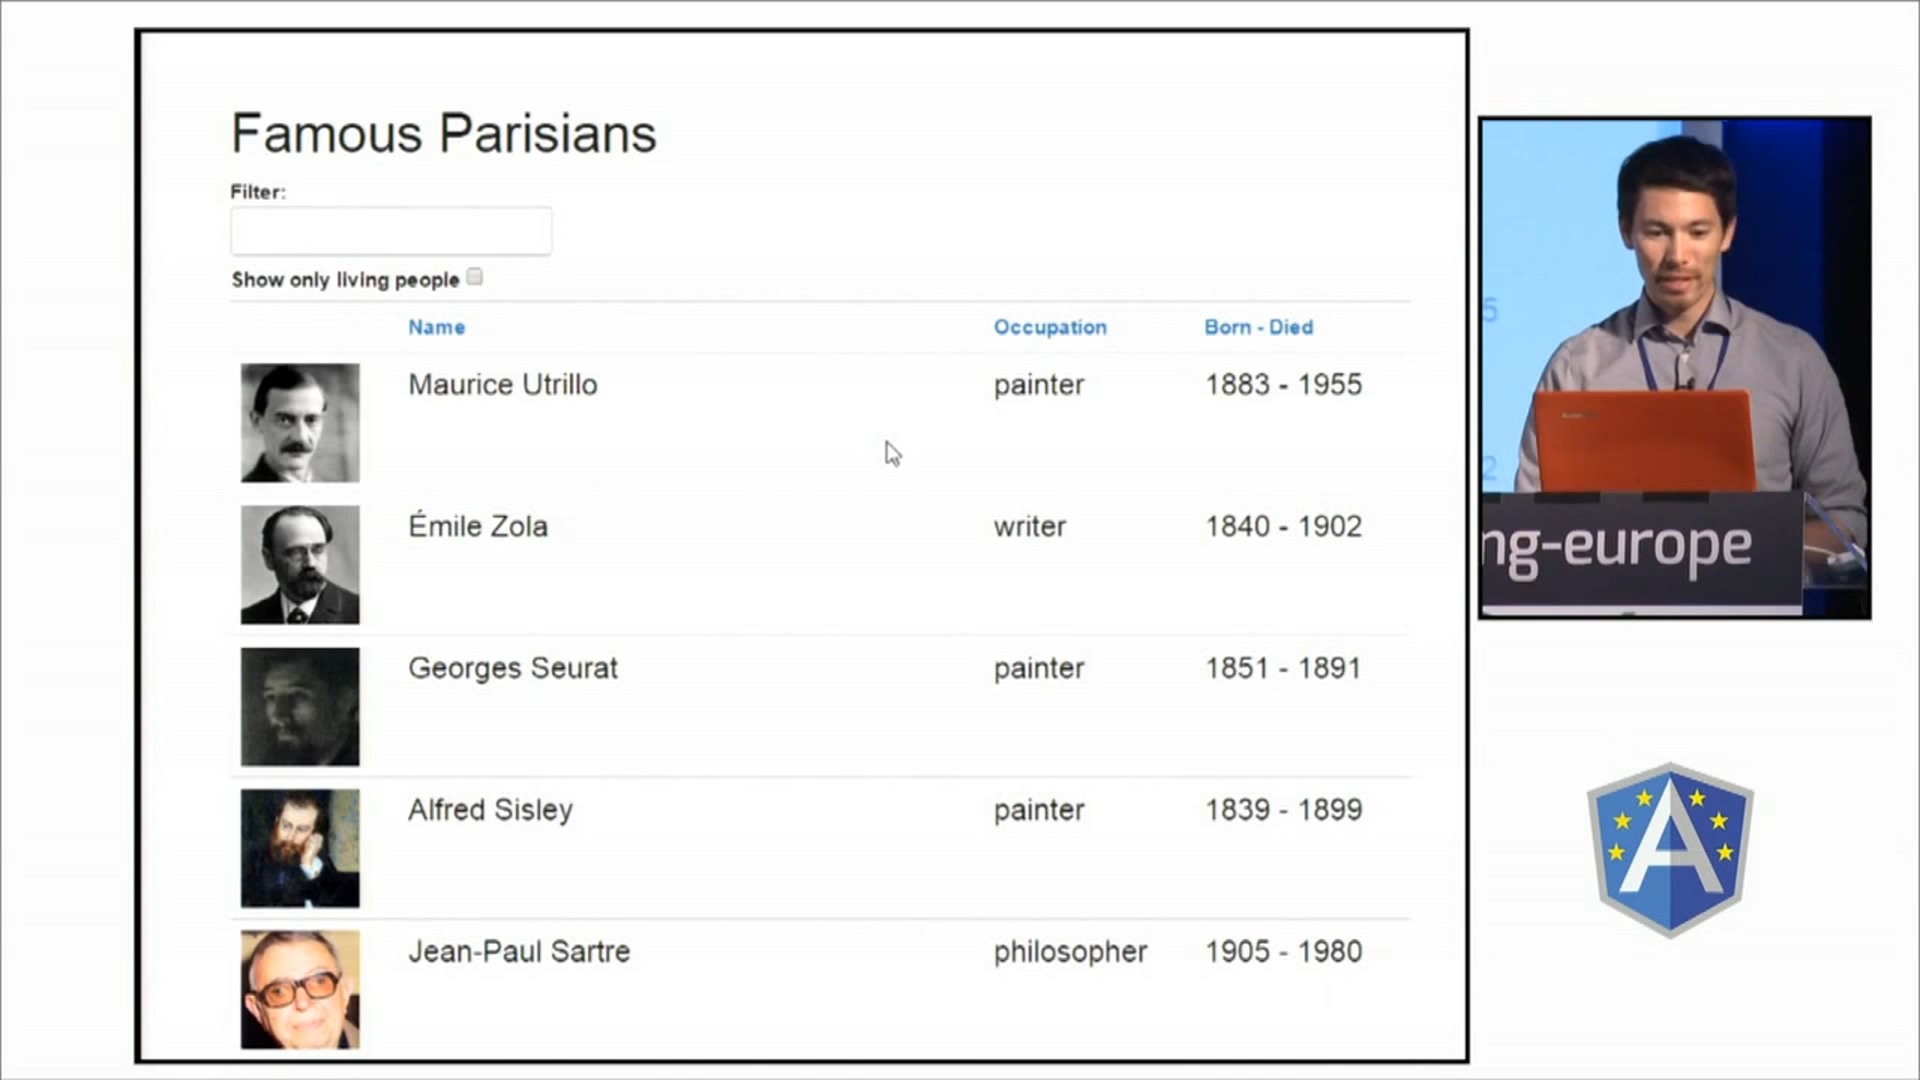 Famous Parisians
Filter:
Show only living people
Name Occupation Born - Died
Maurice Utrillo painter 1883 - 1955
Émile Zola writer 1840 - 1902
Georges Seurat painter 1851 - 1891
Alfred Sisley painter 1839 - 1899
Jean-Paul Sartre philosopher 1905 - 1980
5
2
ng-europe
A